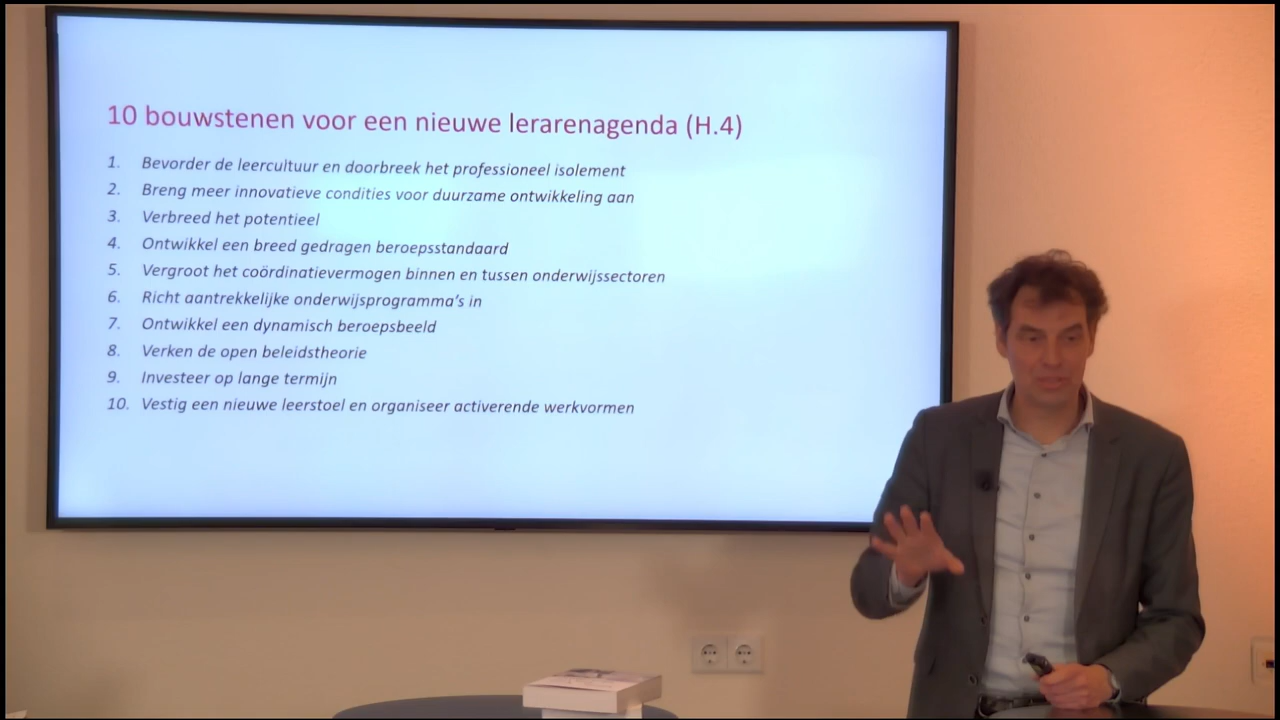 10 bouwstenen voor een nieuwe lerarenagenda (H.4)
1. Bevorder de leercultuur en doorbreek het professioneel isolement
2. Breng meer innovatieve condities voor duurzame ontwikkeling aan
3. Verbreed het potentieel
4. Ontwikkel een breed gedragen beroepsstandaard
5. Vergroot het coördinatievermogen binnen en tussen onderwijssectoren
6. Richt aantrekkelijke onderwijsprogramma's in
7. Ontwikkel een dynamisch beroepsbeeld
8. Verken de open beleidstheorie
9. Investeer op lange termijn
10. Vestig een nieuwe leerstoel en organiseer activerende werkvormen